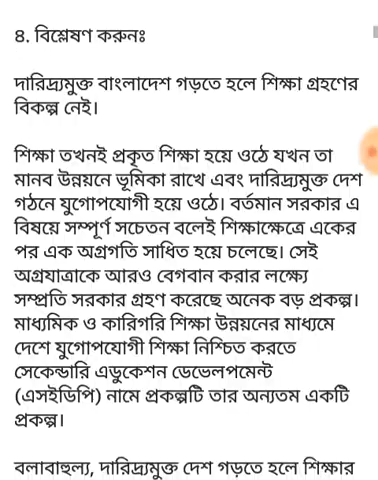 ৪. বিশ্লেষণ করুনঃ
দারিদ্র্যমুক্ত বাংলাদেশ গড়তে হলে শিক্ষা গ্রহণের
বিকল্প নেই।
শিক্ষা তখনই প্রকৃত শিক্ষা হয়ে ওঠে যখন তা
মানব উন্নয়নে ভূমিকা রাখে এবং দারিদ্র্যমুক্ত দেশ
গঠনে যুগোপযোগী হয়ে ওঠে। বর্তমান সরকার এ
বিষয়ে সম্পূর্ণ সচেতন বলেই শিক্ষাক্ষেত্রে একের
পর এক অগ্রগতি সাধিত হয়ে চলেছে। সেই
অগ্রযাত্রাকে আরও বেগবান করার লক্ষ্যে
সম্প্রতি সরকার গ্রহণ করেছে অনেক বড় প্রকল্প।
মাধ্যমিক ও কারিগরি শিক্ষা উন্নয়নের মাধ্যমে
দেশে যুগোপযোগী শিক্ষা নিশ্চিত করতে
সেকেন্ডারি এডুকেশন ডেভেলপমেন্ট
(এসইডিপি) নামে প্রকল্পটি তার অন্যতম একটি
প্রকল্প।
বলাবাহুল্য, দারিদ্র্যমুক্ত দেশ গড়তে হলে শিক্ষার